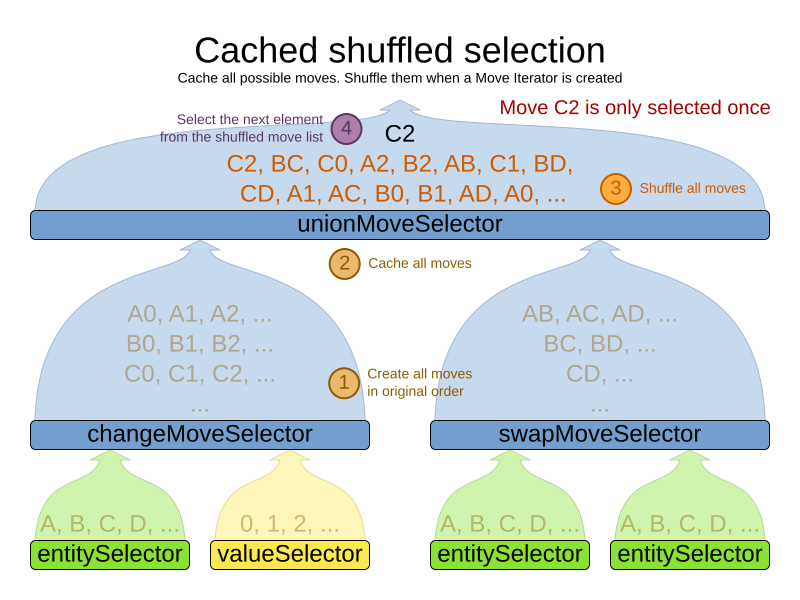 Cached shuffled selection
Cache all possible moves. Shuffle them when a Move Iterator is created
Move C2 is only selected once
Select the next element
from the shuffled move list
4
C2
C2, BC, C0, A2, B2, AB, C1, BD,
CD, A1, AC, B0, B1, AD, A0, ...
3
Shuffle all moves
unionMoveSelector
2
Cache all moves
A0, A1, A2, ...
B0, B1, B2, ...
C0, C1, C2, ...
...
1
Create all moves
in original order
AB, AC, AD, ...
BC, BD, ...
CD, ...
...
changeMoveSelector
swapMoveSelector
A, B, C, D, ...
0, 1, 2, ...
A, B, C, D, ...
A, B, C, D, ...
entitySelector
valueSelector
entitySelector
entitySelector